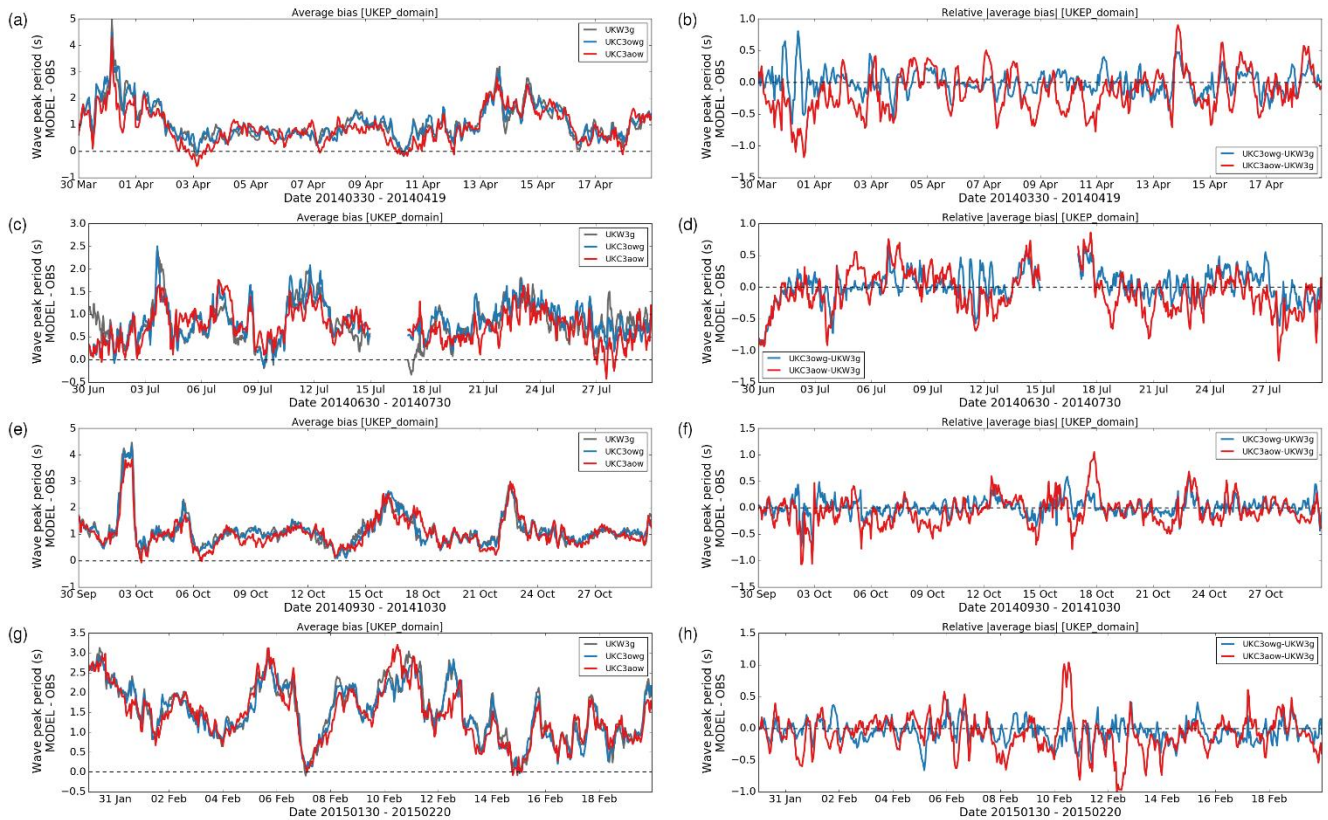 (a)
Average bias [UKEP_domain]
Wave peak period (s)
MODEL - OBS
5
4
3
2
1
0
−1
UKW3g
UKC3owg
UKC3aow
30 Mar 01 Apr 03 Apr 05 Apr 07 Apr 09 Apr 11 Apr 13 Apr 15 Apr 17 Apr
Date 20140330 - 20140419
(b)
Relative |average bias| [UKEP_domain]
Wave peak period (s)
MODEL - OBS
1.0
0.5
0.0
−0.5
−1.0
−1.5
UKC3owg-UKW3g
UKC3aow-UKW3g
30 Mar 01 Apr 03 Apr 05 Apr 07 Apr 09 Apr 11 Apr 13 Apr 15 Apr 17 Apr
Date 20140330 - 20140419
(c)
Average bias [UKEP_domain]
Wave peak period (s)
MODEL - OBS
3.0
2.5
2.0
1.5
1.0
0.5
0.0
−0.5
UKW3g
UKC3owg
UKC3aow
30 Jun 03 Jul 06 Jul 09 Jul 12 Jul 15 Jul 18 Jul 21 Jul 24 Jul 27 Jul
Date 20140630 - 20140730
(d)
Relative |average bias| [UKEP_domain]
Wave peak period (s)
MODEL - OBS
1.0
0.5
0.0
−0.5
−1.0
−1.5
UKC3owg-UKW3g
UKC3aow-UKW3g
30 Jun 03 Jul 06 Jul 09 Jul 12 Jul 15 Jul 18 Jul 21 Jul 24 Jul 27 Jul
Date 20140630 - 20140730
(e)
Average bias [UKEP_domain]
Wave peak period (s)
MODEL - OBS
5
4
3
2
1
0
−1
UKW3g
UKC3owg
UKC3aow
30 Sep 03 Oct 06 Oct 09 Oct 12 Oct 15 Oct 18 Oct 21 Oct 24 Oct 27 Oct
Date 20140930 - 20141030
(f)
Relative |average bias| [UKEP_domain]
Wave peak period (s)
MODEL - OBS
1.5
1.0
0.5
0.0
−0.5
−1.0
−1.5
UKC3owg-UKW3g
UKC3aow-UKW3g
30 Sep 03 Oct 06 Oct 09 Oct 12 Oct 15 Oct 18 Oct 21 Oct 24 Oct 27 Oct
Date 20140930 - 20141030
(g)
Average bias [UKEP_domain]
Wave peak period (s)
MODEL - OBS
3.5
3.0
2.5
2.0
1.5
1.0
0.5
0.0
−0.5
UKW3g
UKC3owg
UKC3aow
31 Jan 02 Feb 04 Feb 06 Feb 08 Feb 10 Feb 12 Feb 14 Feb 16 Feb 18 Feb
Date 20150130 - 20150220
(h)
Relative |average bias| [UKEP_domain]
Wave peak period (s)
MODEL - OBS
1.5
1.0
0.5
0.0
−0.5
−1.0
UKC3owg-UKW3g
UKC3aow-UKW3g
31 Jan 02 Feb 04 Feb 06 Feb 08 Feb 10 Feb 12 Feb 14 Feb 16 Feb 18 Feb
Date 20150130 - 20150220